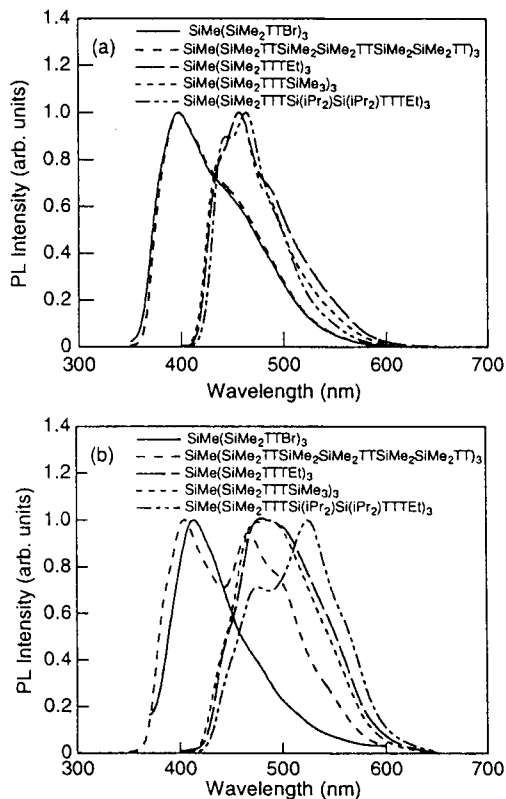 (a)
SiMe(SiMe₂TTBr)₃
SiMe(SiMe₂TTSiMe₂SiMe₂TTSiMe₂SiMe₂TT)₃
SiMe(SiMe₂TTTEt)₃
SiMe(SiMe₂TTTSiMe₃)₃
SiMe(SiMe₂TTTSi(iPr₂)Si(iPr₂)TTTEt)₃
PL Intensity (arb. units)
1.4
1.2
1.0
0.8
0.6
0.4
0.2
0
300 400 500 600 700
Wavelength (nm)
(b)
SiMe(SiMe₂TTBr)₃
SiMe(SiMe₂TTSiMe₂SiMe₂TTSiMe₂SiMe₂TT)₃
SiMe(SiMe₂TTTEt)₃
SiMe(SiMe₂TTTSiMe₃)₃
SiMe(SiMe₂TTTSi(iPr₂)Si(iPr₂)TTTEt)₃
PL Intensity (arb. units)
1.4
1.2
1.0
0.8
0.6
0.4
0.2
0
300 400 500 600 700
Wavelength (nm)